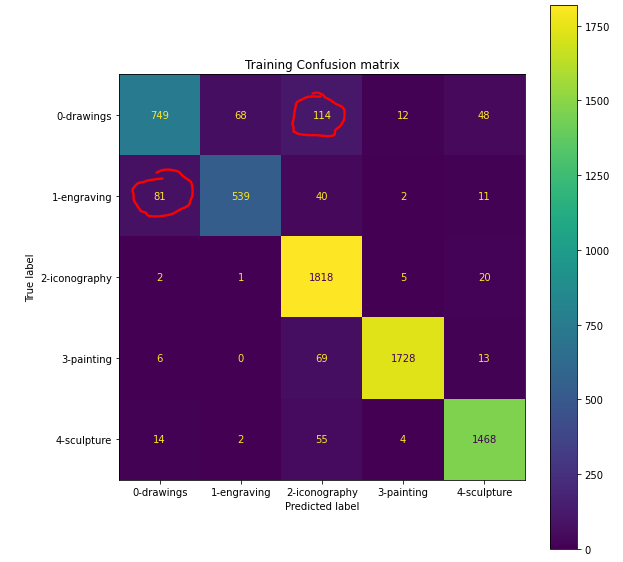 Training Confusion matrix
0-drawings 749 68 114 12 48
1-engraving 81 539 40 2 11
2-iconography 2 1 1818 5 20
3-painting 6 0 69 1728 13
4-sculpture 14 2 55 4 1468
True label
0-drawings 1-engraving 2-iconography 3-painting 4-sculpture
Predicted label
1750
1500
1250
1000
750
500
250
0